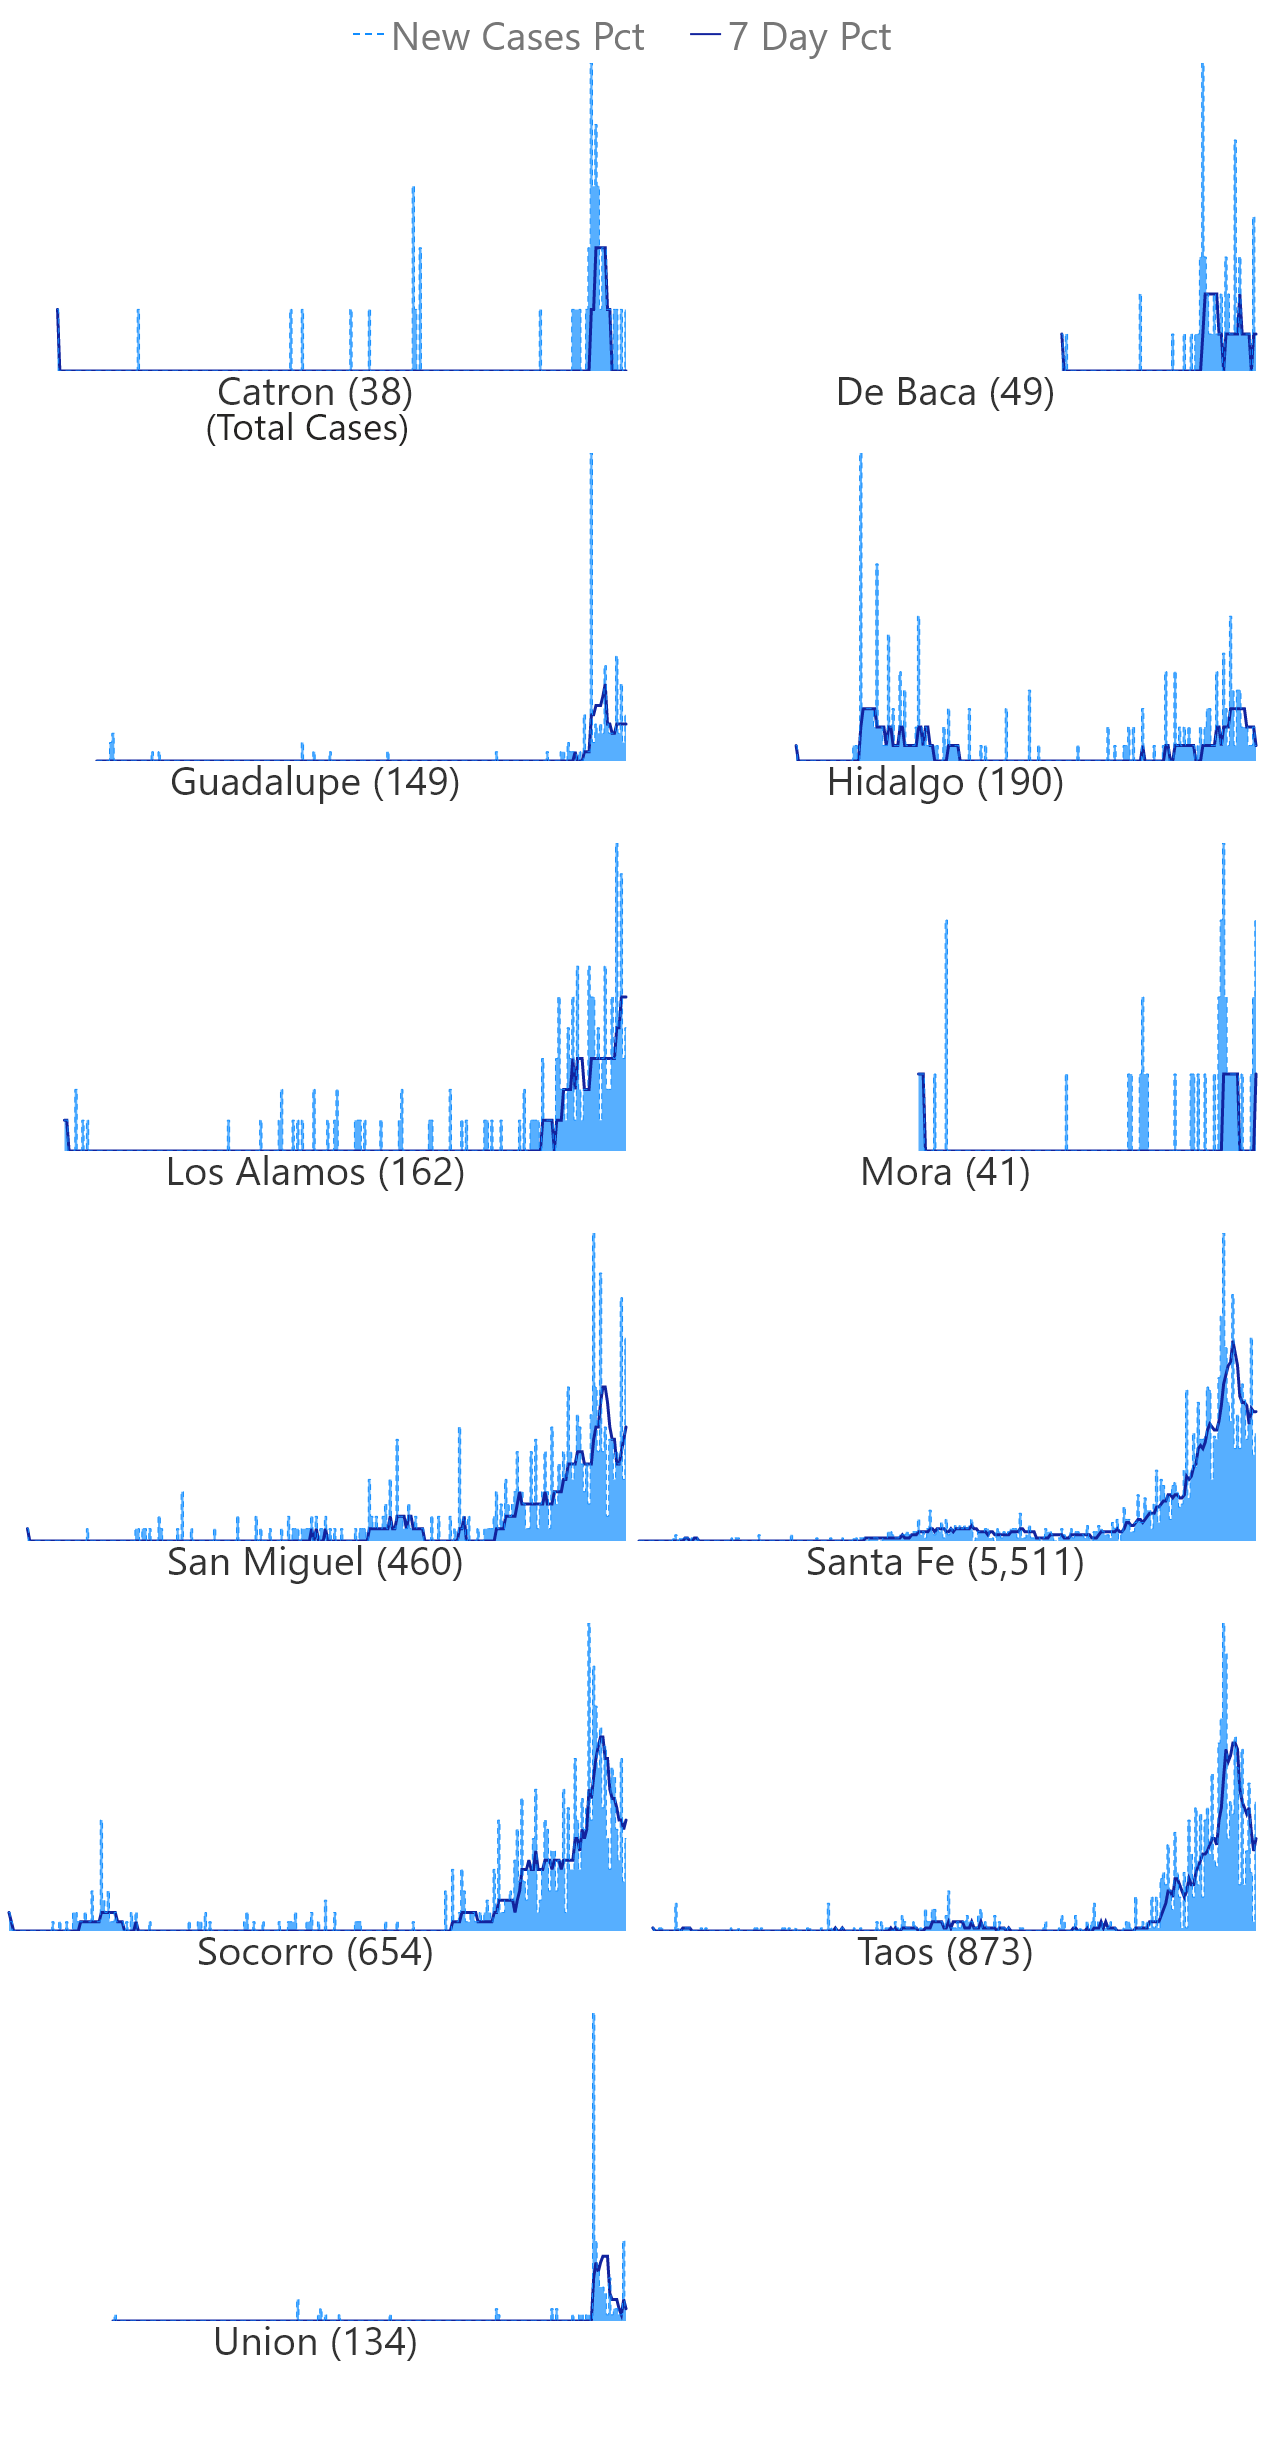 New Cases Pct 7 Day Pct
Catron (38) De Baca (49)
(Total Cases)
Guadalupe (149) Hidalgo (190)
Los Alamos (162) Mora (41)
San Miguel (460) Santa Fe (5,511)
Socorro (654) Taos (873)
Union (134)